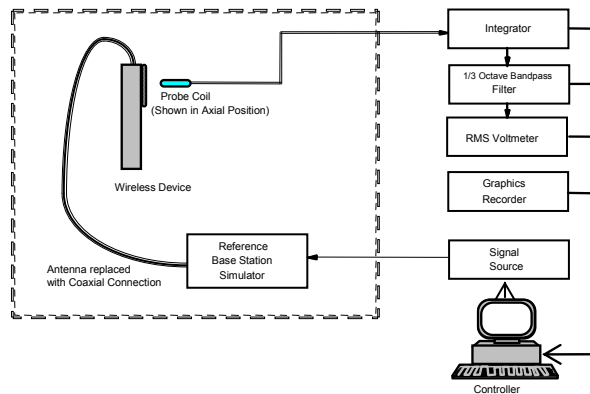 Integrator
1/3 Octave Bandpass
Filter
RMS Voltmeter
Graphics
Recorder
Signal
Source
Controller
Probe Coil
(Shown in Axial Position)
Wireless Device
Reference
Base Station
Simulator
Antenna replaced
with Coaxial Connection